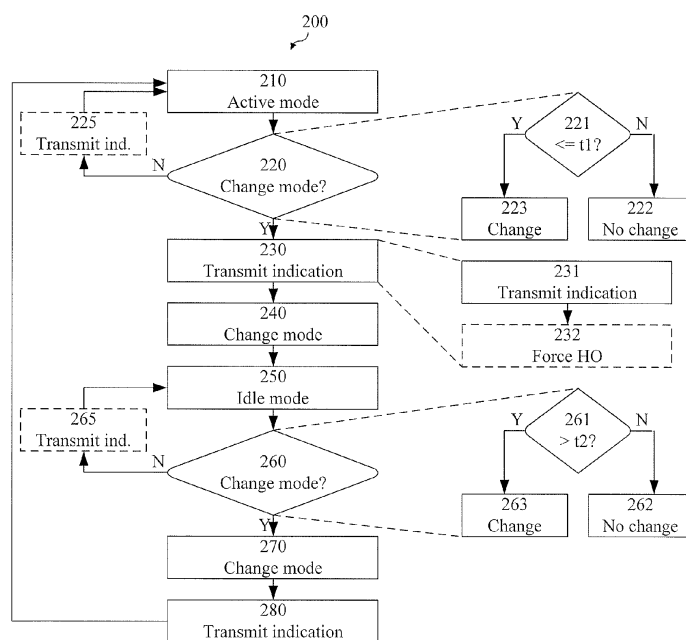 200
210
Active mode
225
Transmit ind.
N
220
Change mode?
Y
221
<= t1?
Y
N
223
Change
222
No change
230
Transmit indication
231
Transmit indication
232
Force HO
240
Change mode
250
Idle mode
265
Transmit ind.
N
260
Change mode?
Y
261
> t2?
Y
N
263
Change
262
No change
270
Change mode
280
Transmit indication